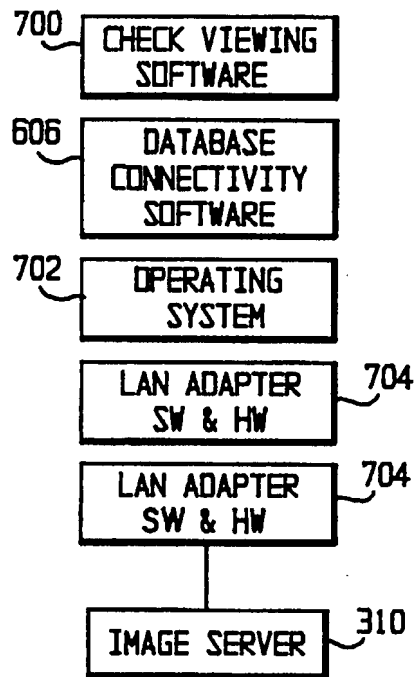 700
CHECK VIEWING
SOFTWARE
606
DATABASE
CONNECTIVITY
SOFTWARE
702
OPERATING
SYSTEM
LAN ADAPTER
SW & HW
704
LAN ADAPTER
SW & HW
704
IMAGE SERVER
310